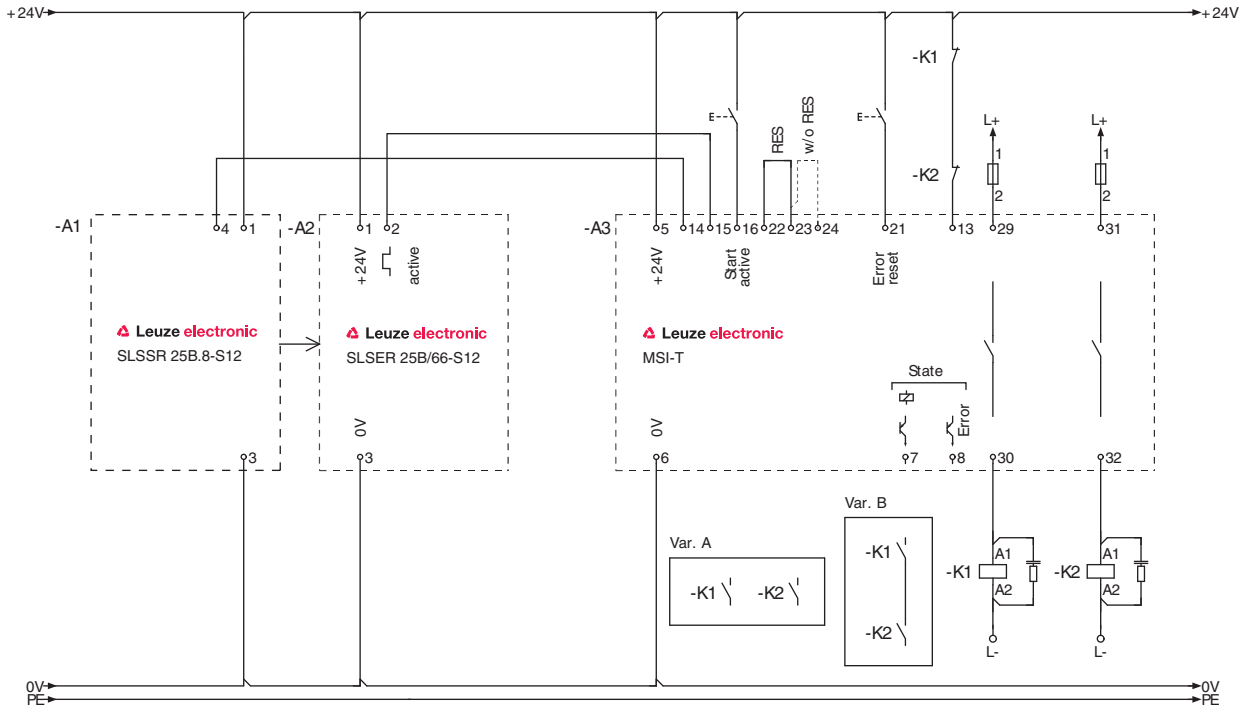 +24V
+24V
-K1
RES
w/o RES
L+
L+
E
E
1
1
-K2
2
2
-A1
4
1
-A2
1
2
-A3
5
14
15
16
22
23
24
21
13
29
31
+24V
active
+24V
Start
active
Error
reset
Leuze electronic
SLSSR 25B.8-S12
Leuze electronic
SLSER 25B/66-S12
Leuze electronic
MSI-T
State
0V
0V
Error
3
3
6
7
8
30
32
Var. A
-K1
-K2
Var. B
-K1
-K2
-K1
A1
A2
-K2
A1
A2
L-
L-
0V
0V
PE
PE